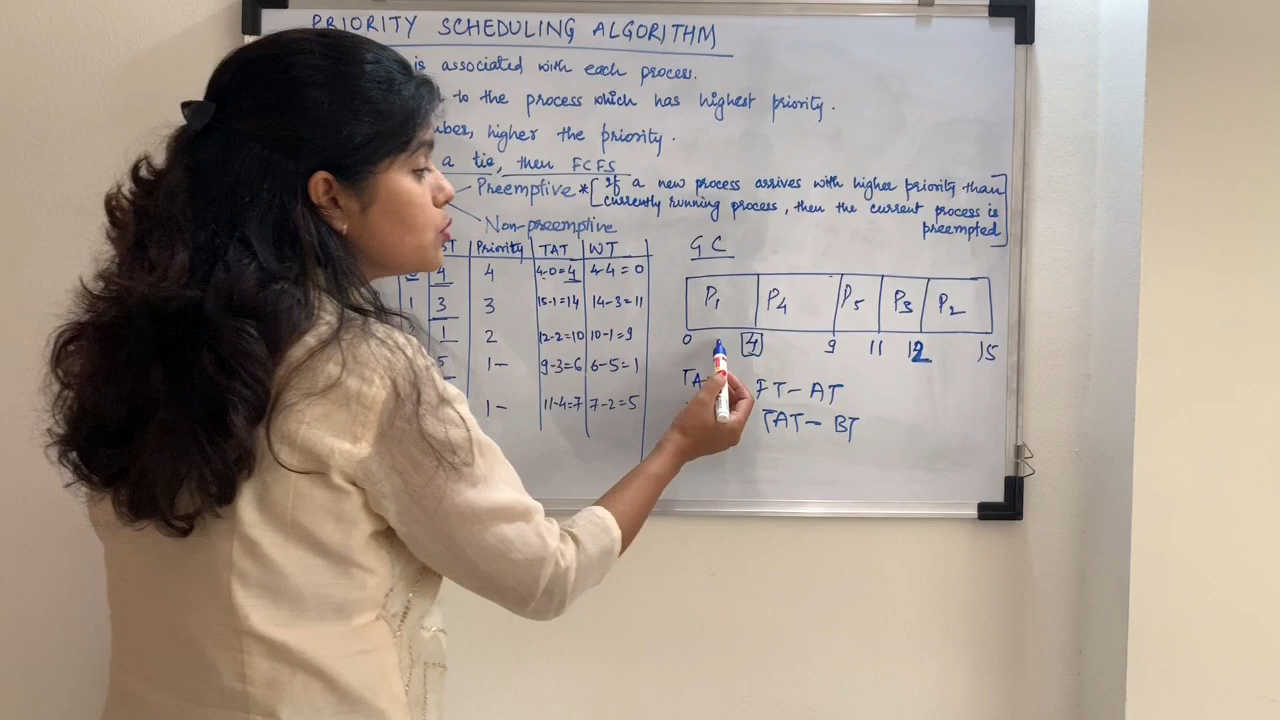 PRIORITY SCHEDULING ALGORITHM
is associated with each process.
to the process which has highest priority.
mber, higher the priority.
a tie, then FCFS
Preemptive * [If a new process arrives with higher priority than
currently running process, then the current process is
preempted]
Non-preemptive
T Priority TAT WT
4 4 4-0=4 4-4=0
1 3 3 15-1=14 14-3=11
1 2 12-2=10 10-1=9
5 1- 9-3=6 6-5=1
1- 11-4=7 7-2=5
GC
P1 P4 P5 P3 P2
0 4 9 11 12 15
TA FT-AT
TAT-BT